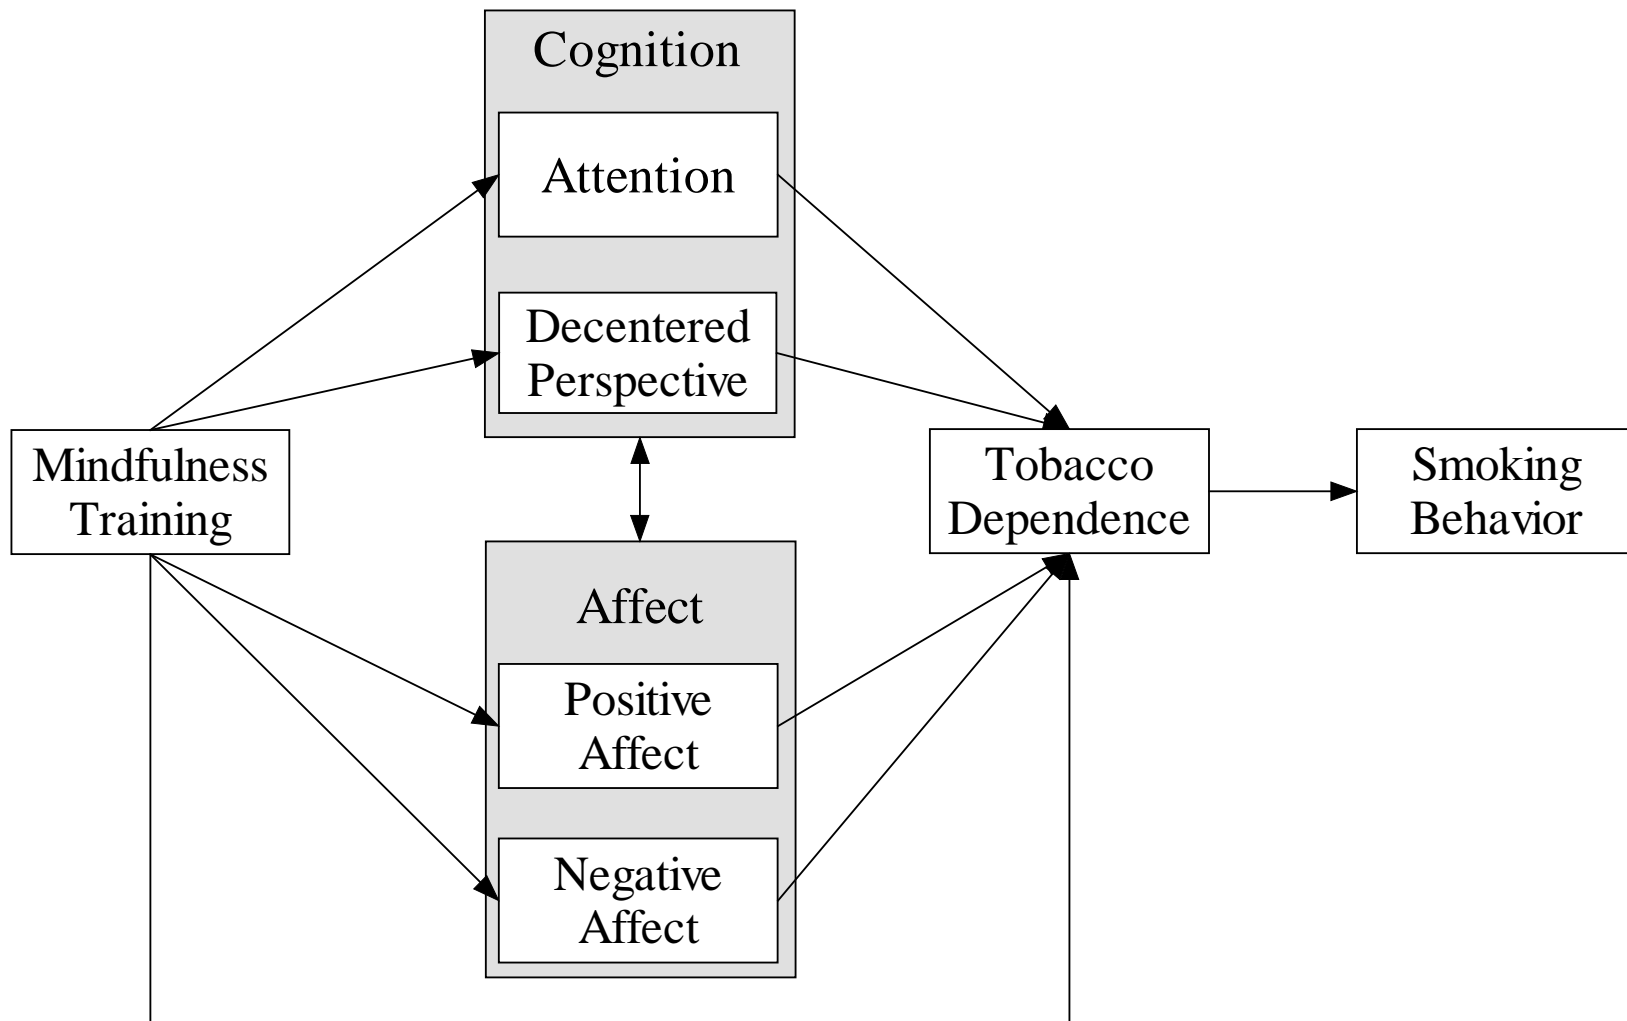 Cognition
Attention
Decentered
Perspective
Mindfulness
Training
Tobacco
Dependence
Smoking
Behavior
Affect
Positive
Affect
Negative
Affect